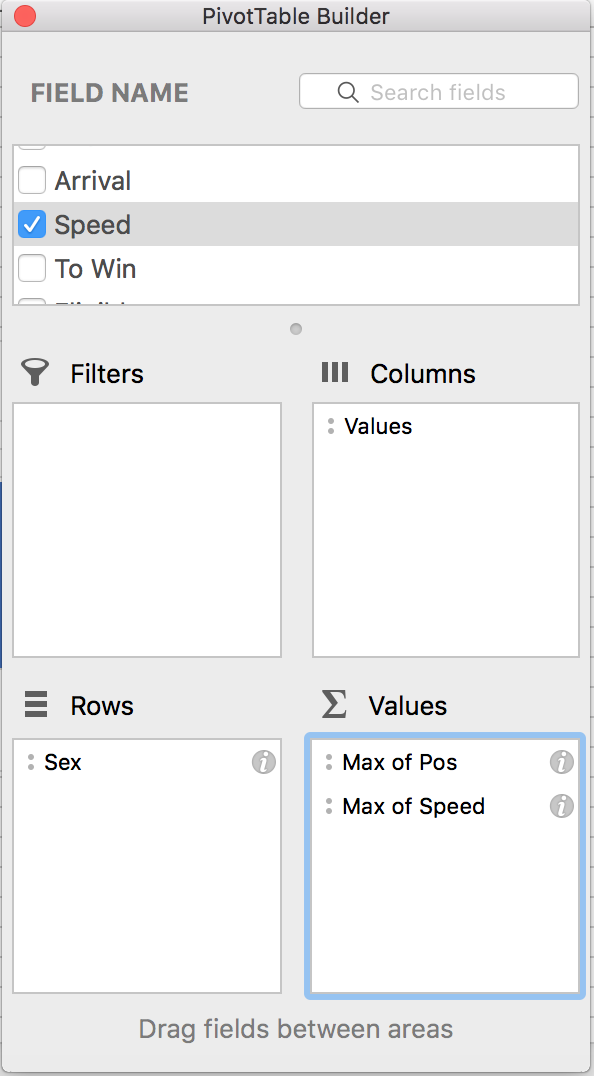 PivotTable Builder
FIELD NAME
Search fields
Arrival
Speed
To Win
Filters
Columns
Values
Rows
Values
Sex
Max of Pos
Max of Speed
Drag fields between areas